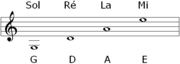 Sol Ré La Mi
G D A E